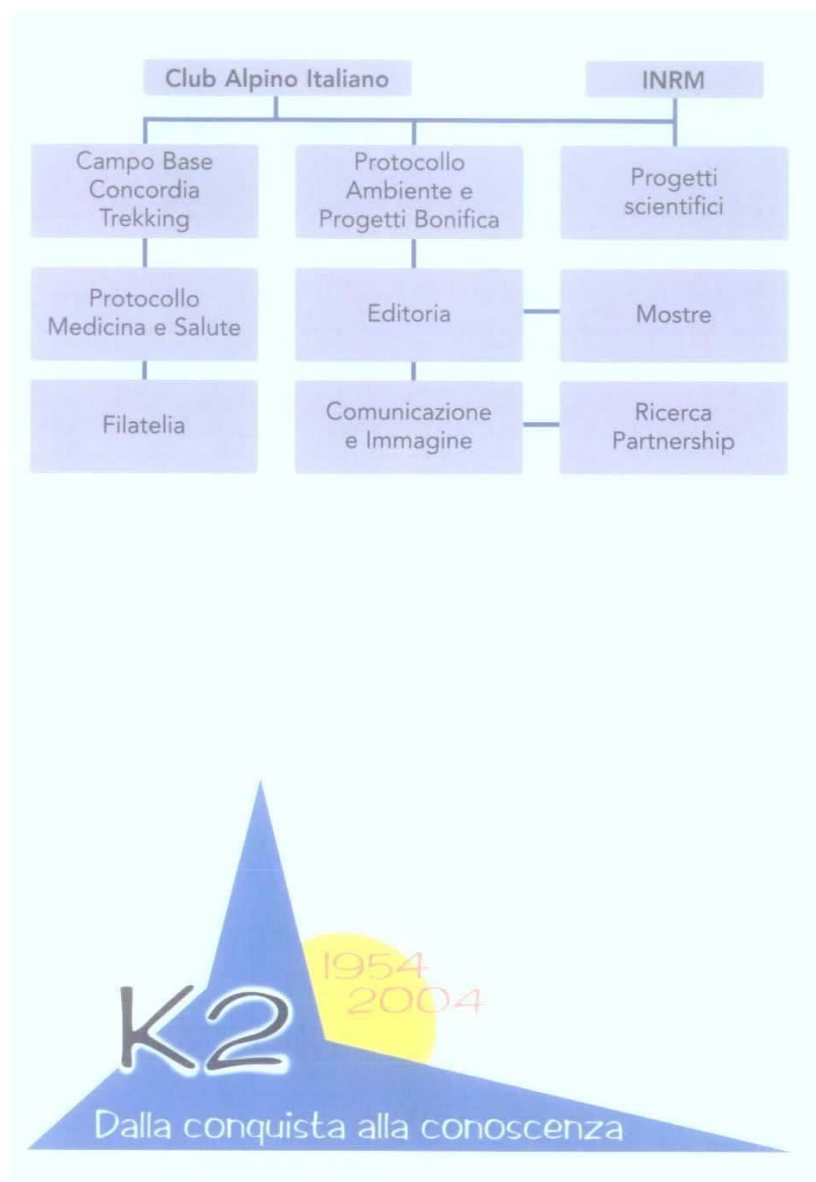 Club Alpino Italiano
INRM
Campo Base
Concordia
Trekking
Protocollo
Ambiente e
Progetti Bonifica
Progetti
scientifici
Protocollo
Medicina e Salute
Editoria
Mostre
Filatelia
Comunicazione
e Immagine
Ricerca
Partnership
1954
2004
K2
Dalla conquista alla conoscenza